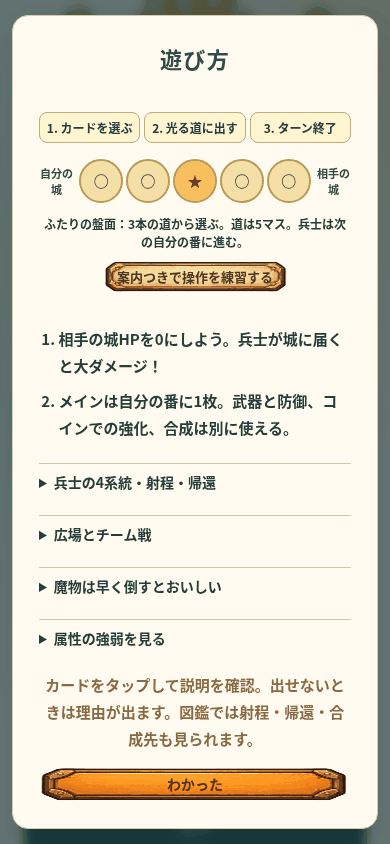 遊び方
1. カードを選ぶ 2. 光る道に出す 3. ターン終了
自分の城 ○ ○ ★ ○ ○ 相手の城
ふたりの盤面：3本の道から選ぶ。道は5マス。兵士は次
の自分の番に進む。
案内つきで操作を練習する
1. 相手の城HPを0にしよう。兵士が城に届く
と大ダメージ！
2. メインは自分の番に1枚。武器と防御、コ
インでの強化、合成は別に使える。
▶ 兵士の4系統・射程・帰還
▶ 広場とチーム戦
▶ 魔物は早く倒すとおいしい
▶ 属性の強弱を見る
カードをタップして説明を確認。出せないと
きは理由が出ます。図鑑では射程・帰還・合
成先も見られます。
わかった